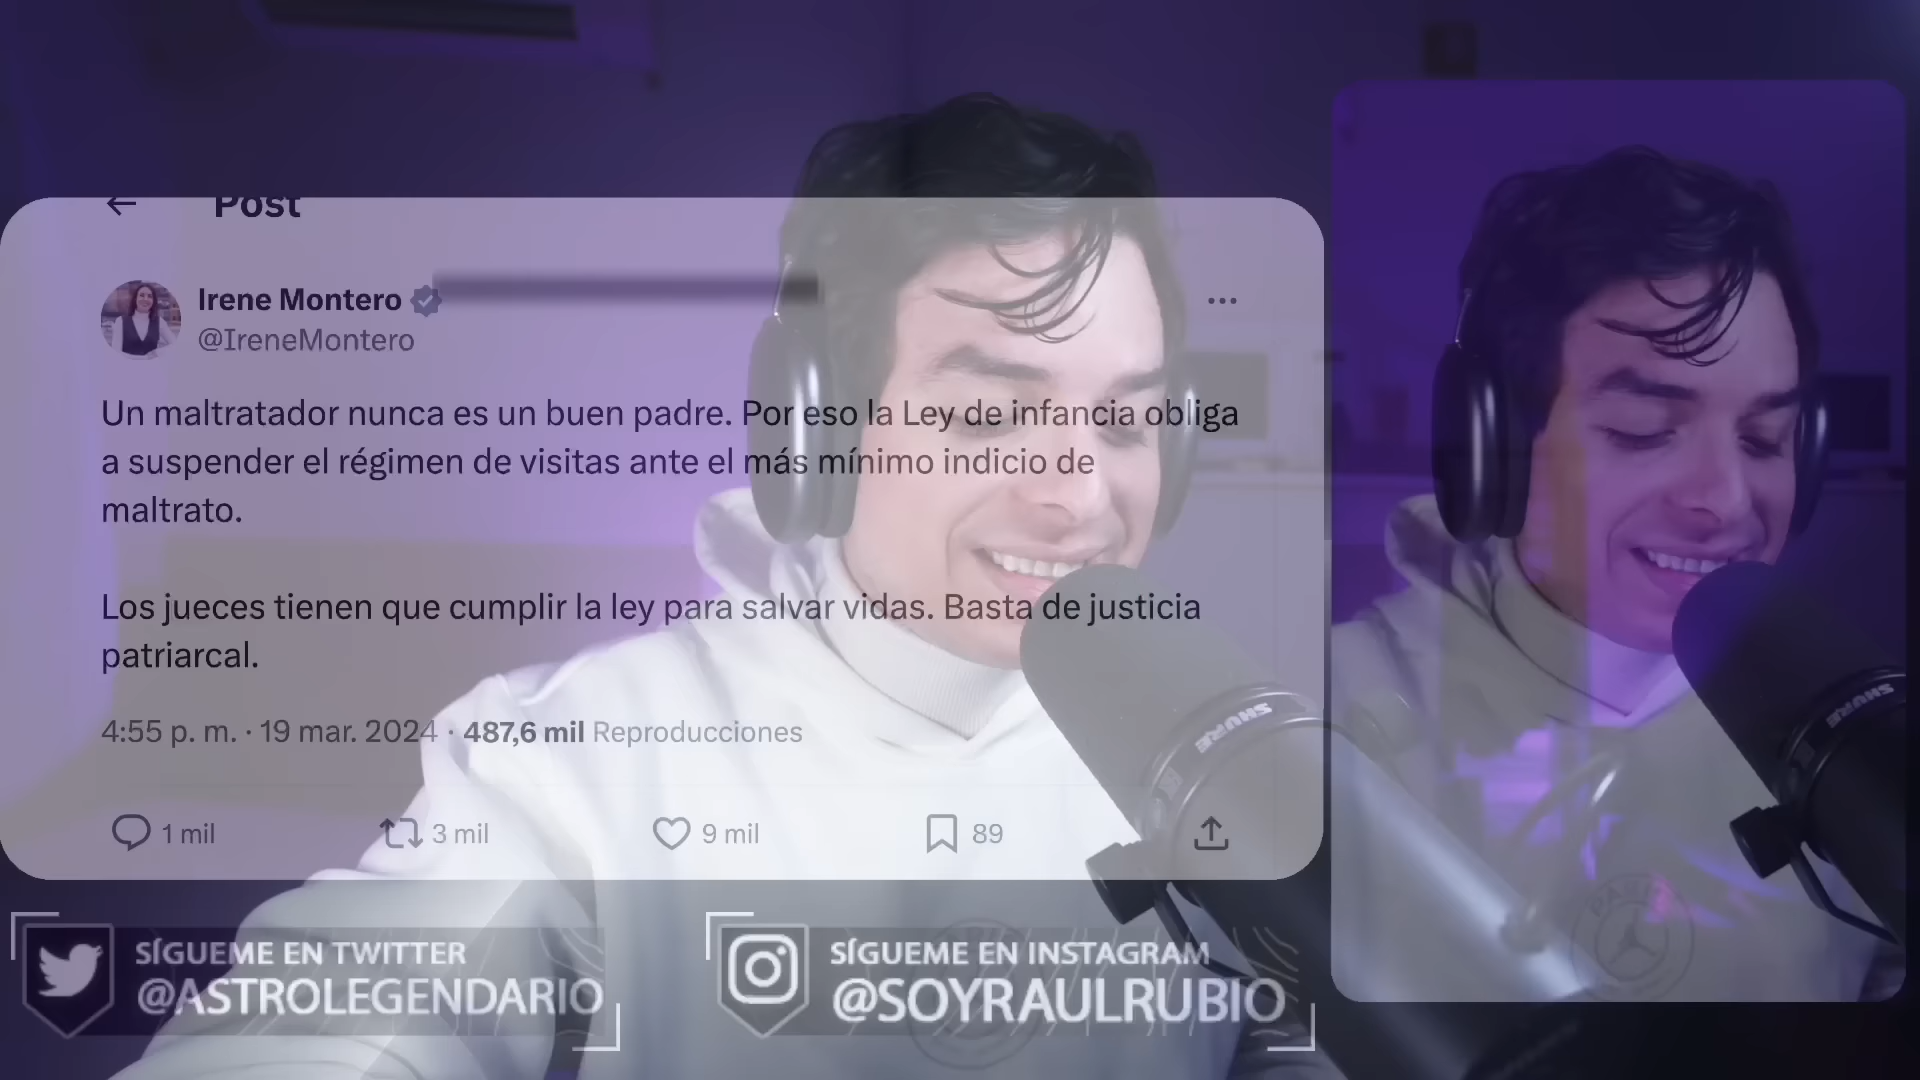 Post
Irene Montero
@IreneMontero
Un maltratador nunca es un buen padre. Por eso la Ley de infancia obliga
a suspender el régimen de visitas ante el más mínimo indicio de
maltrato.
Los jueces tienen que cumplir la ley para salvar vidas. Basta de justicia
patriarcal.
4:55 p. m. · 19 mar. 2024 · 487,6 mil Reproducciones
1 mil 3 mil 9 mil 89
SHURE
SHURE
SÍGUEME EN TWITTER
@ASTROLEGENDARIO
SÍGUEME EN INSTAGRAM
@SOYRAULRUBIO